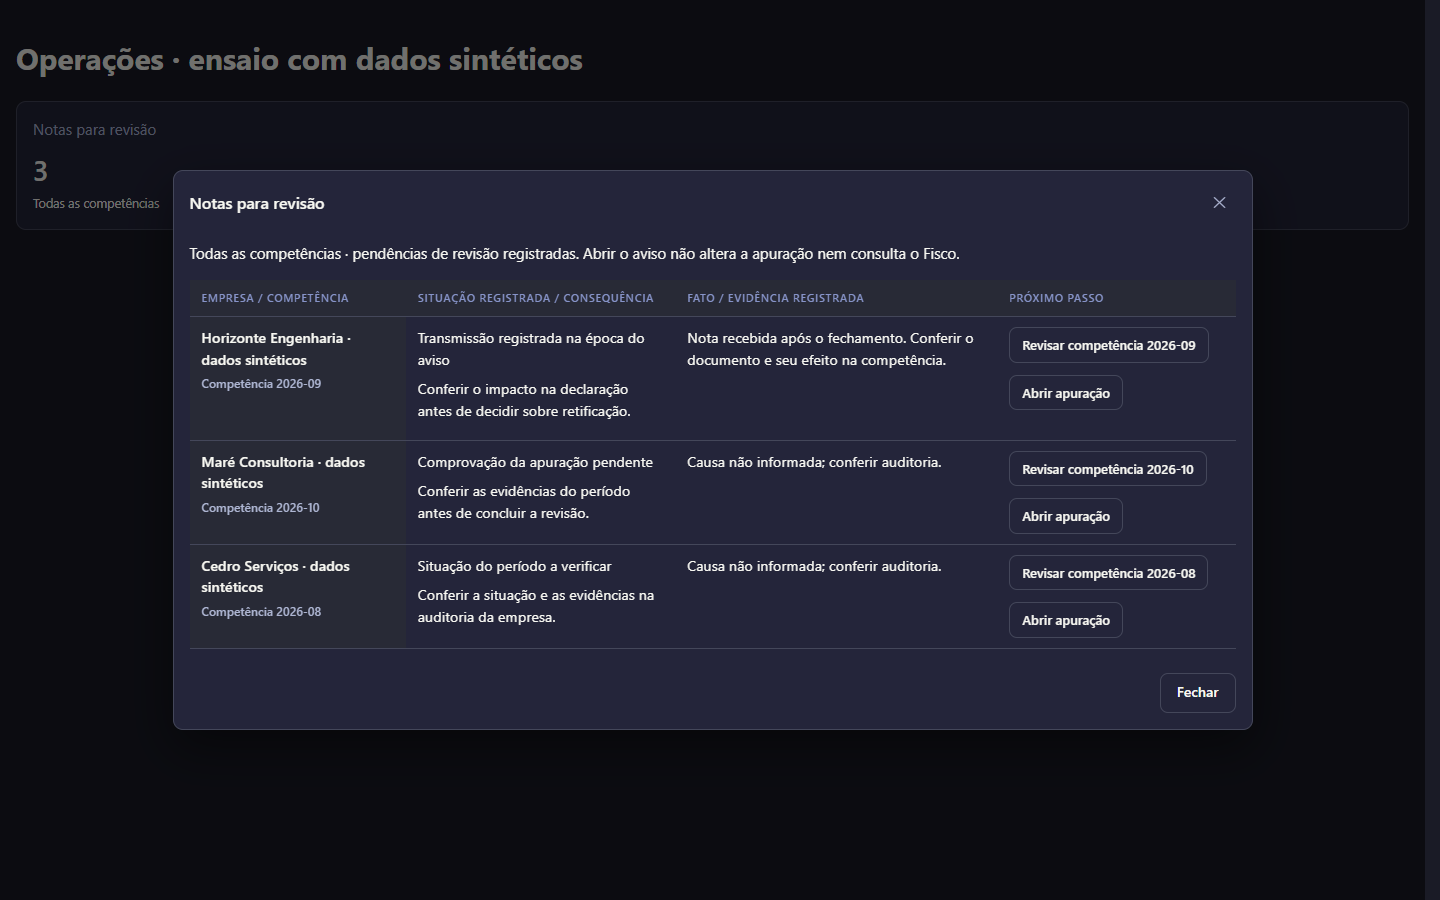 Operações · ensaio com dados sintéticos
Notas para revisão
3
Todas as competências
Notas para revisão
Todas as competências · pendências de revisão registradas. Abrir o aviso não altera a apuração nem consulta o Fisco.
EMPRESA / COMPETÊNCIA
SITUAÇÃO REGISTRADA / CONSEQUÊNCIA
FATO / EVIDÊNCIA REGISTRADA
PRÓXIMO PASSO
Horizonte Engenharia ·
dados sintéticos
Competência 2026-09
Transmissão registrada na época do
aviso
Conferir o impacto na declaração
antes de decidir sobre retificação.
Nota recebida após o fechamento. Conferir o
documento e seu efeito na competência.
Revisar competência 2026-09
Abrir apuração
Maré Consultoria · dados
sintéticos
Competência 2026-10
Comprovação da apuração pendente
Conferir as evidências do período
antes de concluir a revisão.
Causa não informada; conferir auditoria.
Revisar competência 2026-10
Abrir apuração
Cedro Serviços · dados
sintéticos
Competência 2026-08
Situação do período a verificar
Conferir a situação e as evidências na
auditoria da empresa.
Causa não informada; conferir auditoria.
Revisar competência 2026-08
Abrir apuração
Fechar